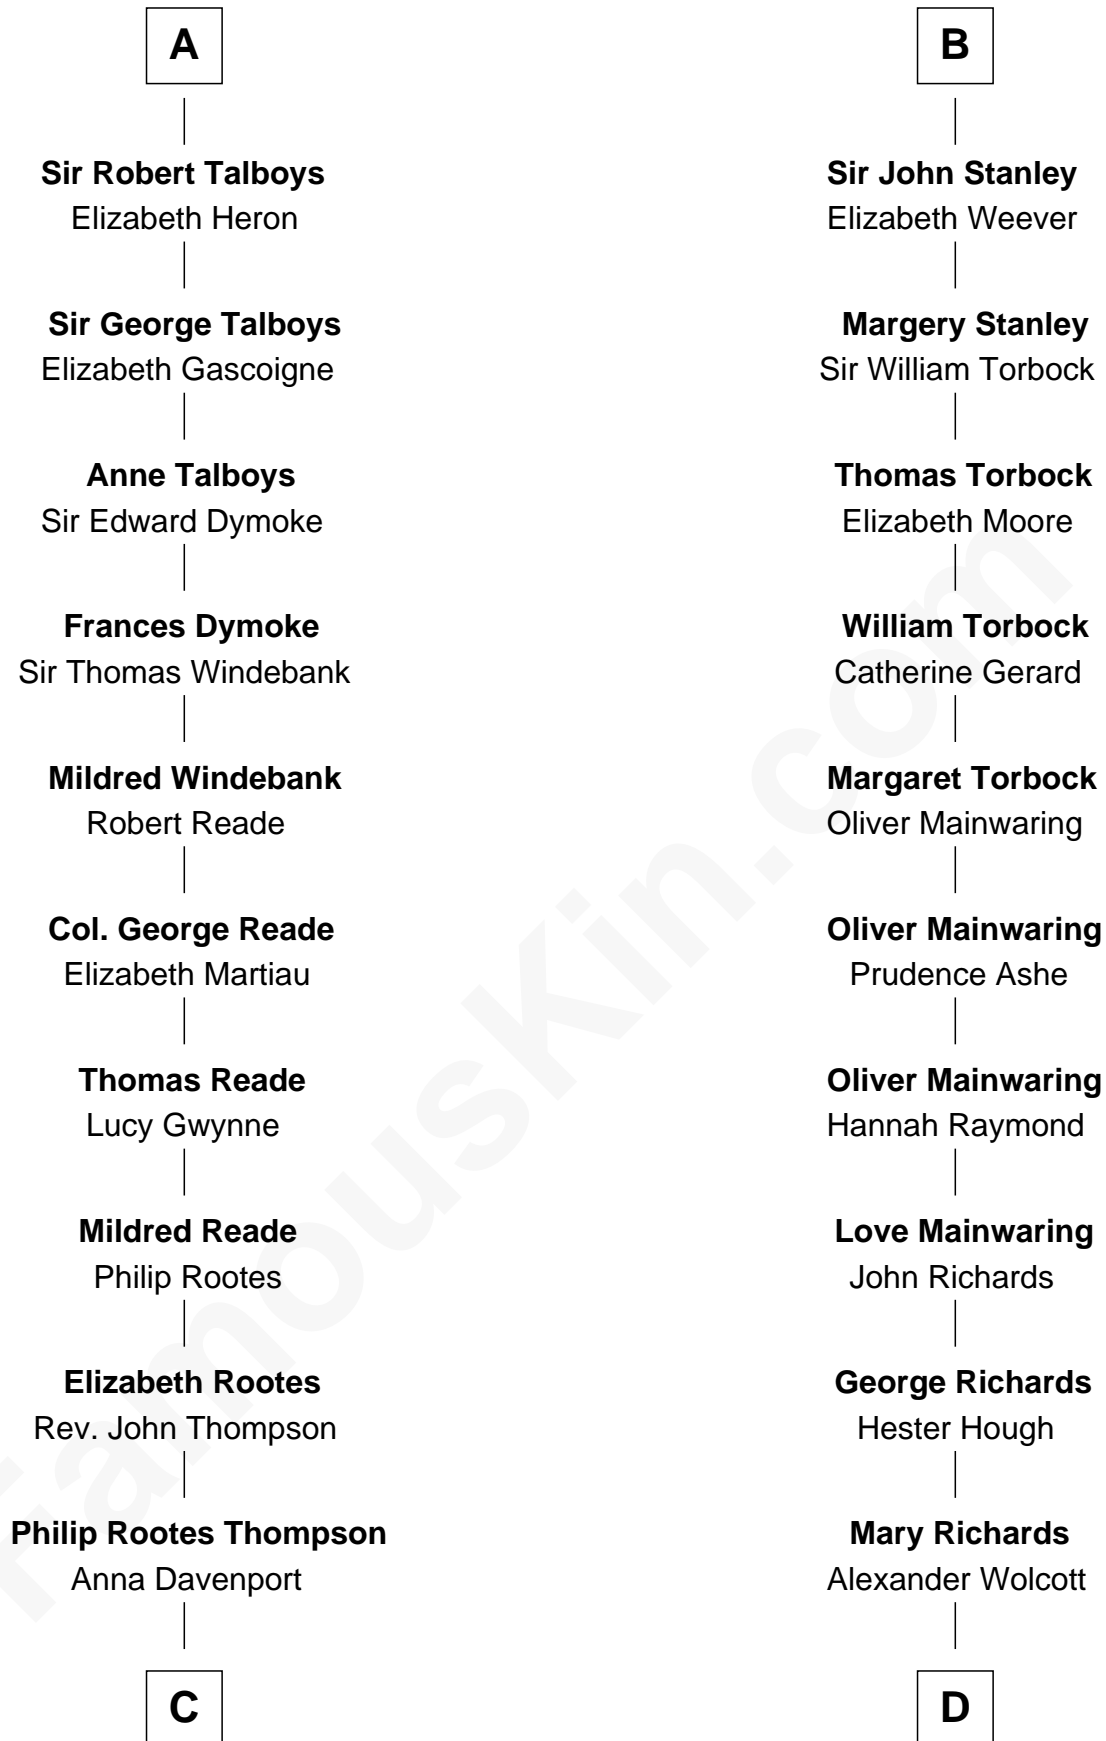 A
Sir Robert Talboys
Elizabeth Heron
Sir George Talboys
Elizabeth Gascoigne
Anne Talboys
Sir Edward Dymoke
Frances Dymoke
Sir Thomas Windebank
Mildred Windebank
Robert Reade
Col. George Reade
Elizabeth Martiau
Thomas Reade
Lucy Gwynne
Mildred Reade
Philip Rootes
Elizabeth Rootes
Rev. John Thompson
Philip Rootes Thompson
Anna Davenport
C
B
Sir John Stanley
Elizabeth Weever
Margery Stanley
Sir William Torbock
Thomas Torbock
Elizabeth Moore
William Torbock
Catherine Gerard
Margaret Torbock
Oliver Mainwaring
Oliver Mainwaring
Prudence Ashe
Oliver Mainwaring
Hannah Raymond
Love Mainwaring
John Richards
George Richards
Hester Hough
Mary Richards
Alexander Wolcott
D
FamousKin.com